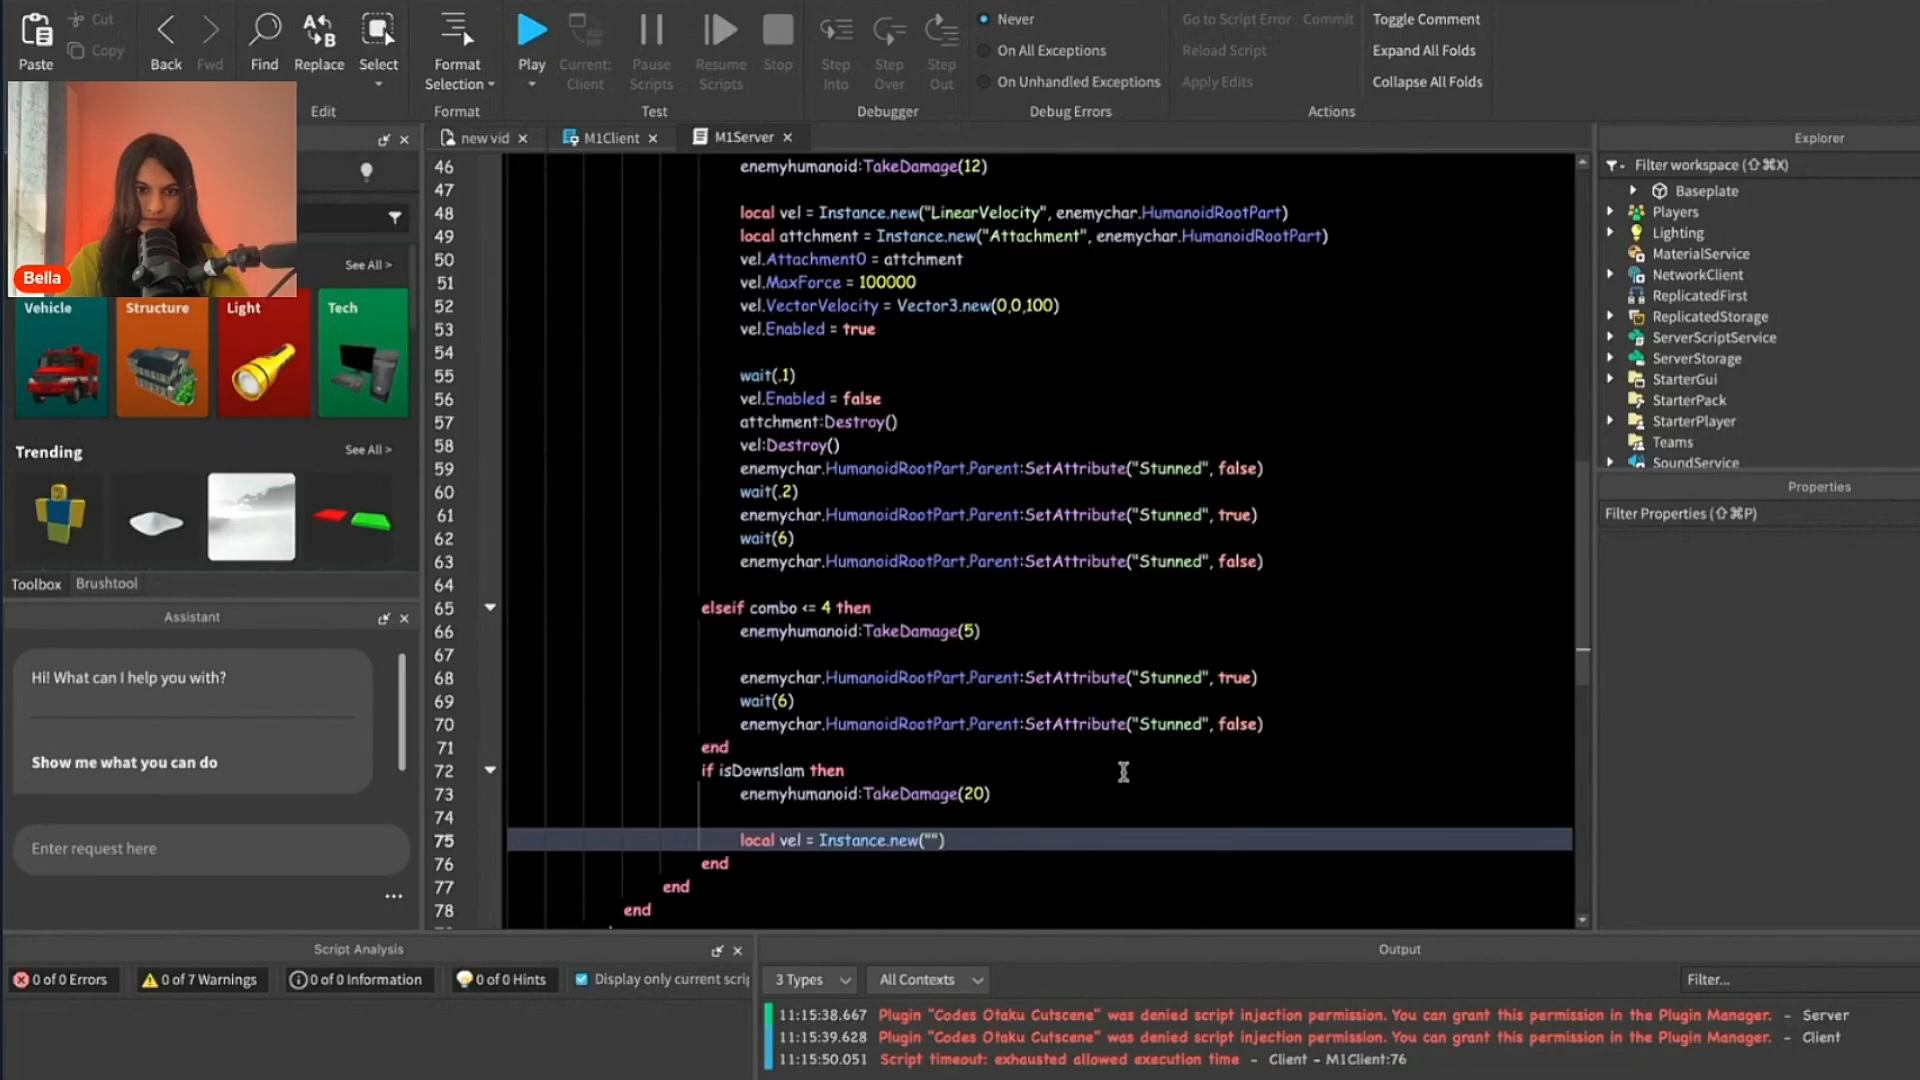 Paste
Cut
Copy
Back
Fwd
Find
Replace
Select
Edit
Format
Selection
Format
Play
Current:
Client
Pause
Scripts
Resume
Scripts
Stop
Test
Step
Into
Step
Over
Step
Out
Debugger
Never
On All Exceptions
On Unhandled Exceptions
Debug Errors
Go to Script Error
Commit
Reload Script
Apply Edits
Toggle Comment
Expand All Folds
Collapse All Folds
Actions
Bella
See All >
Vehicle
Structure
Light
Tech
Trending
See All >
Toolbox
Brushtool
Assistant
Hi! What can I help you with?
Show me what you can do
Enter request here
new vid
M1Client
M1Server
46 enemyhumanoid:TakeDamage(12)
47
48 local vel = Instance.new("LinearVelocity", enemychar.HumanoidRootPart)
49 local attchment = Instance.new("Attachment", enemychar.HumanoidRootPart)
50 vel.Attachment0 = attchment
51 vel.MaxForce = 100000
52 vel.VectorVelocity = Vector3.new(0,0,100)
53 vel.Enabled = true
54
55 wait(.1)
56 vel.Enabled = false
57 attchment:Destroy()
58 vel:Destroy()
59 enemychar.HumanoidRootPart.Parent:SetAttribute("Stunned", false)
60 wait(.2)
61 enemychar.HumanoidRootPart.Parent:SetAttribute("Stunned", true)
62 wait(6)
63 enemychar.HumanoidRootPart.Parent:SetAttribute("Stunned", false)
64
65 elseif combo <= 4 then
66 enemyhumanoid:TakeDamage(5)
67
68 enemychar.HumanoidRootPart.Parent:SetAttribute("Stunned", true)
69 wait(6)
70 enemychar.HumanoidRootPart.Parent:SetAttribute("Stunned", false)
71 end
72 if isDownslam then
73 enemyhumanoid:TakeDamage(20)
74
75 local vel = Instance.new("")
76 end
77 end
78 end
Explorer
Filter workspace (⇧⌘X)
Baseplate
Players
Lighting
MaterialService
NetworkClient
ReplicatedFirst
ReplicatedStorage
ServerScriptService
ServerStorage
StarterGui
StarterPack
StarterPlayer
Teams
SoundService
Properties
Filter Properties (⇧⌘P)
Script Analysis
0 of 0 Errors
0 of 7 Warnings
0 of 0 Information
0 of 0 Hints
Display only current scri
Output
3 Types
All Contexts
Filter...
11:15:38.667 Plugin "Codes Otaku Cutscene" was denied script injection permission. You can grant this permission in the Plugin Manager. - Server
11:15:39.628 Plugin "Codes Otaku Cutscene" was denied script injection permission. You can grant this permission in the Plugin Manager. - Client
11:15:50.051 Script timeout: exhausted allowed execution time - Client - M1Client:76